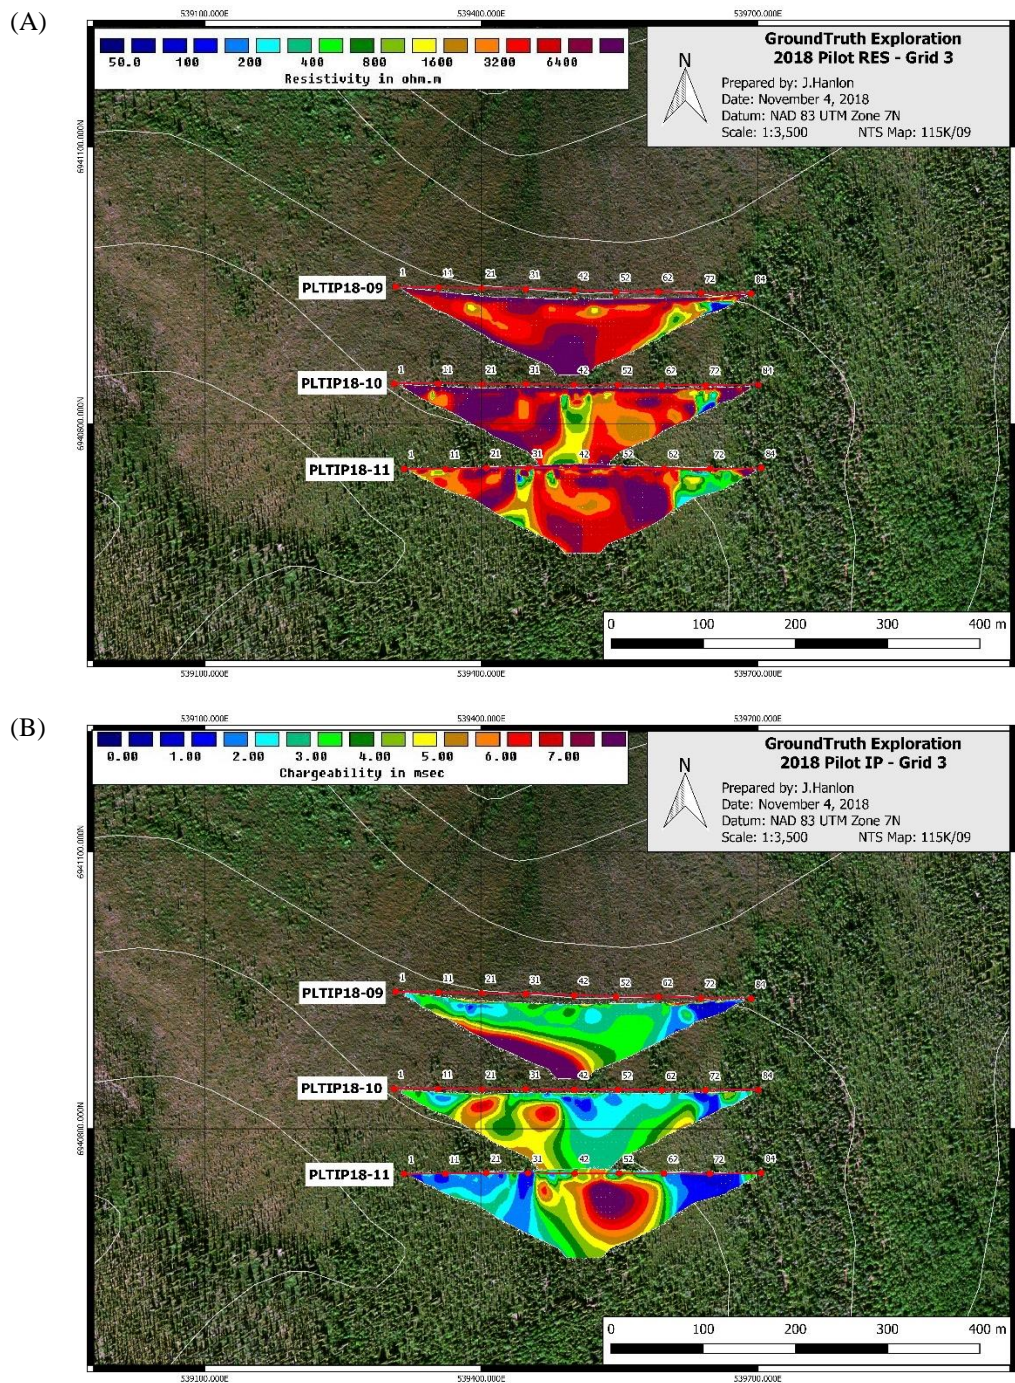 (A)
539100.000E 539400.000E 539700.000E
50.0 100 200 400 800 1600 3200 6400
Resistivity in ohm.m
GroundTruth Exploration
2018 Pilot RES - Grid 3
N
Prepared by: J.Hanlon
Date: November 4, 2018
Datum: NAD 83 UTM Zone 7N
Scale: 1:3,500 NTS Map: 115K/09
6941100.000N
PLTIP18-09
1 11 21 31 42 52 62 72 84
PLTIP18-10
1 11 21 31 42 52 62 72 84
6940800.000N
PLTIP18-11
1 11 21 31 42 52 62 72 84
0 100 200 300 400 m
539100.000E 539400.000E 539700.000E
(B)
539100.000E 539400.000E 539700.000E
0.00 1.00 2.00 3.00 4.00 5.00 6.00 7.00
Chargeability in msec
GroundTruth Exploration
2018 Pilot IP - Grid 3
N
Prepared by: J.Hanlon
Date: November 4, 2018
Datum: NAD 83 UTM Zone 7N
Scale: 1:3,500 NTS Map: 115K/09
6941100.000N
PLTIP18-09
1 11 21 31 42 52 62 72 84
PLTIP18-10
1 11 21 31 42 52 62 72 84
6940800.000N
PLTIP18-11
1 11 21 31 42 52 62 72 84
0 100 200 300 400 m
539100.000E 539400.000E 539700.000E